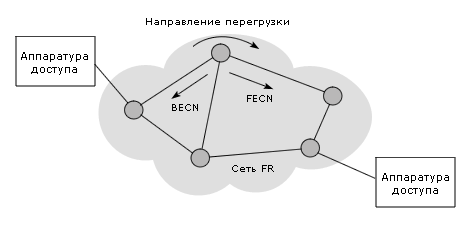 Направление перегрузки
Аппаратура
доступа
BECN
FECN
Сеть FR
Аппаратура
доступа